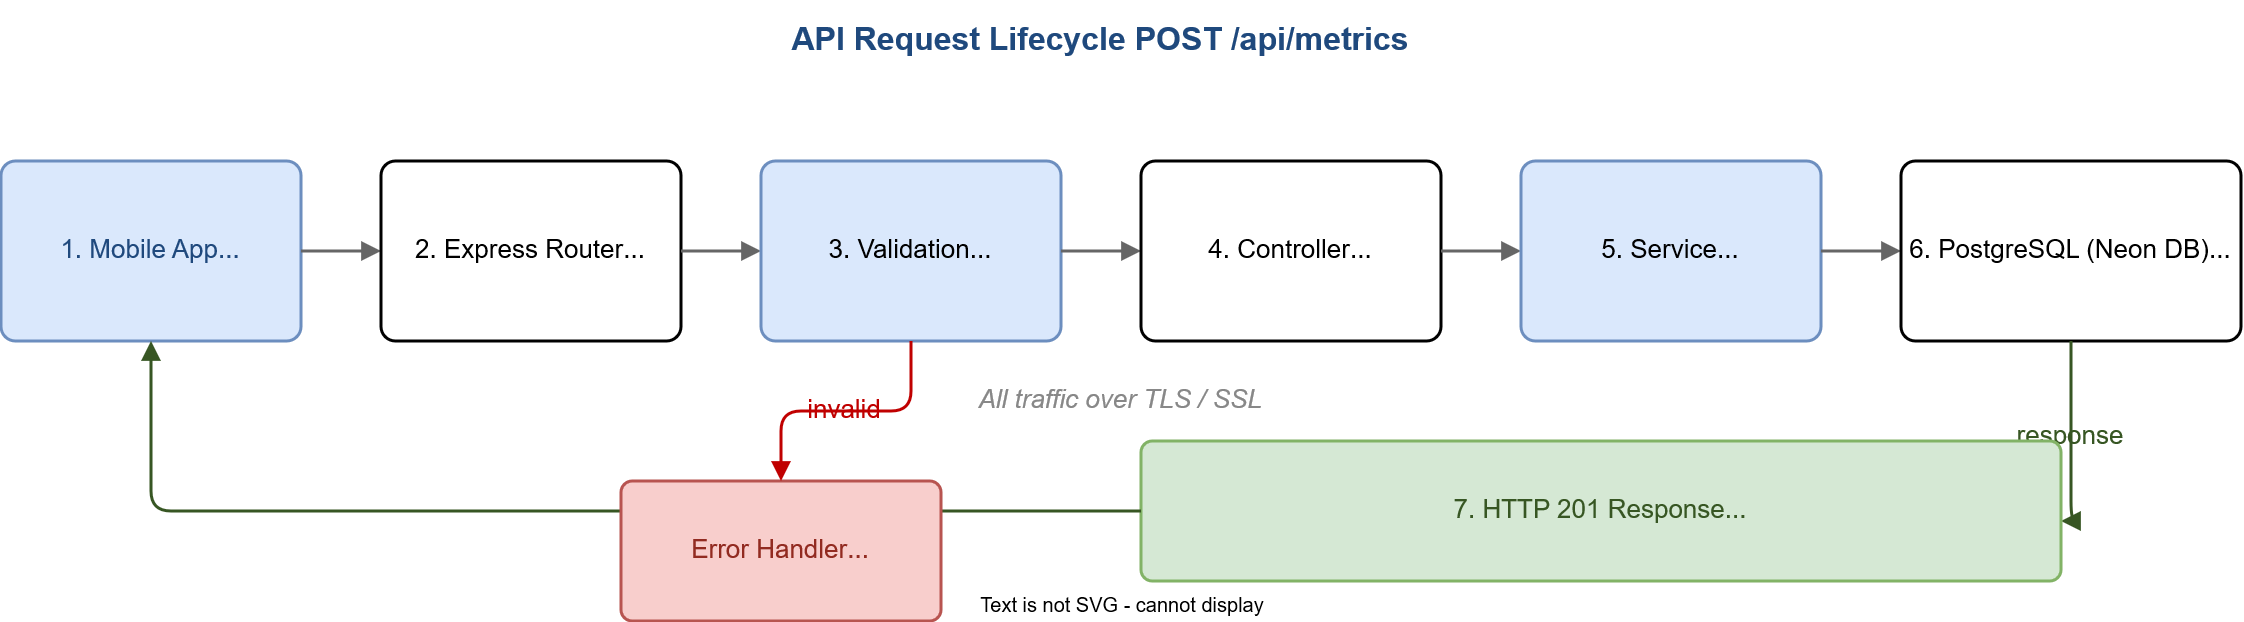 API Request Lifecycle POST /api/metrics
1. Mobile App...
2. Express Router...
3. Validation...
4. Controller...
5. Service...
6. PostgreSQL (Neon DB)...
invalid
All traffic over TLS / SSL
response
7. HTTP 201 Response...
Error Handler...
Text is not SVG - cannot display